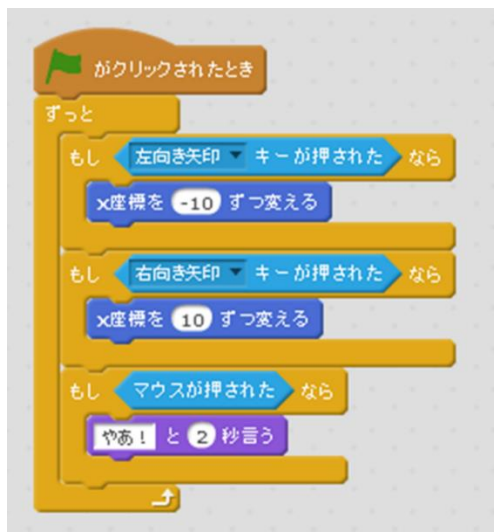 がクリックされたとき
ずっと
もし 左向き矢印 キーが押された なら
x座標を -10 ずつ変える
もし 右向き矢印 キーが押された なら
x座標を 10 ずつ変える
もし マウスが押された なら
やあ! と 2 秒言う